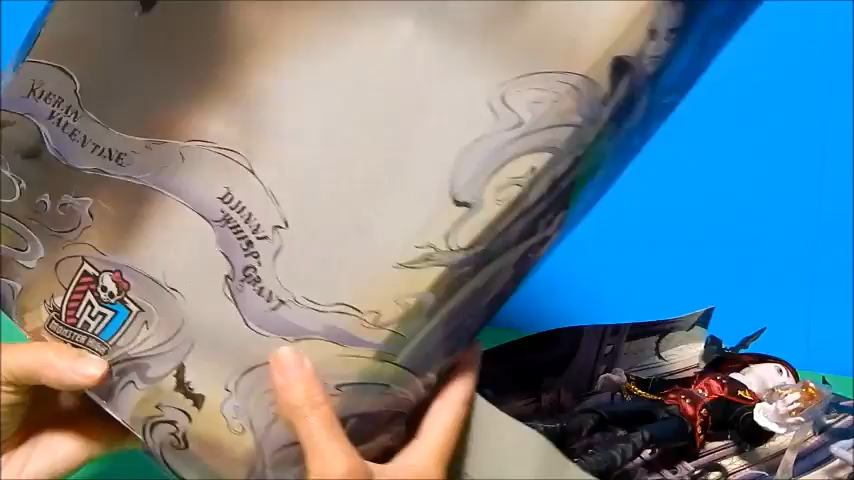 KIERAN
VALENTINE
DJINNI
WHISP
GRANT
MONSTER HIGH